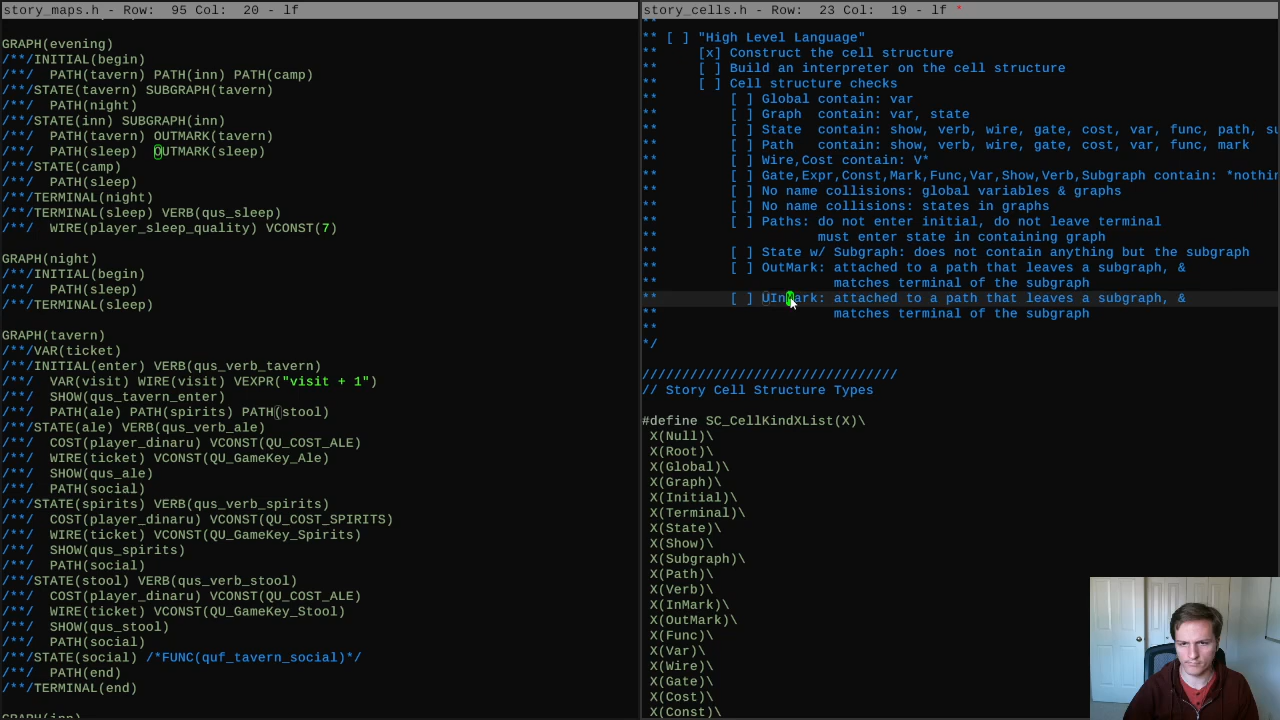 story_maps.h - Row:  95 Col:  20 - lf
GRAPH(evening)
/**/INITIAL(begin)
/**/  PATH(tavern) PATH(inn) PATH(camp)
/**/STATE(tavern) SUBGRAPH(tavern)
/**/  PATH(night)
/**/STATE(inn) SUBGRAPH(inn)
/**/  PATH(tavern) OUTMARK(tavern)
/**/  PATH(sleep)  OUTMARK(sleep)
/**/STATE(camp)
/**/  PATH(sleep)
/**/TERMINAL(night)
/**/TERMINAL(sleep) VERB(qus_sleep)
/**/  WIRE(player_sleep_quality) VCONST(7)
GRAPH(night)
/**/INITIAL(begin)
/**/  PATH(sleep)
/**/TERMINAL(sleep)
GRAPH(tavern)
/**/VAR(ticket)
/**/INITIAL(enter) VERB(qus_verb_tavern)
/**/  VAR(visit) WIRE(visit) VEXPR("visit + 1")
/**/  SHOW(qus_tavern_enter)
/**/  PATH(ale) PATH(spirits) PATH(stool)
/**/STATE(ale) VERB(qus_verb_ale)
/**/  COST(player_dinaru) VCONST(QU_COST_ALE)
/**/  WIRE(ticket) VCONST(QU_GameKey_Ale)
/**/  SHOW(qus_ale)
/**/  PATH(social)
/**/STATE(spirits) VERB(qus_verb_spirits)
/**/  COST(player_dinaru) VCONST(QU_COST_SPIRITS)
/**/  WIRE(ticket) VCONST(QU_GameKey_Spirits)
/**/  SHOW(qus_spirits)
/**/  PATH(social)
/**/STATE(stool) VERB(qus_verb_stool)
/**/  COST(player_dinaru) VCONST(QU_COST_ALE)
/**/  WIRE(ticket) VCONST(QU_GameKey_Stool)
/**/  SHOW(qus_stool)
/**/  PATH(social)
/**/STATE(social) /*FUNC(quf_tavern_social)*/
/**/  PATH(end)
/**/TERMINAL(end)
GRAPH(inn)
story_cells.h - Row:  23 Col:  19 - lf *
**
** [ ] "High Level Language"
**     [x] Construct the cell structure
**     [ ] Build an interpreter on the cell structure
**     [ ] Cell structure checks
**         [ ] Global contain: var
**         [ ] Graph  contain: var, state
**         [ ] State  contain: show, verb, wire, gate, cost, var, func, path, su
**         [ ] Path   contain: show, verb, wire, gate, cost, var, func, mark
**         [ ] Wire,Cost contain: V*
**         [ ] Gate,Expr,Const,Mark,Func,Var,Show,Verb,Subgraph contain: *nothin
**         [ ] No name collisions: global variables & graphs
**         [ ] No name collisions: states in graphs
**         [ ] Paths: do not enter initial, do not leave terminal
**                    must enter state in containing graph
**         [ ] State w/ Subgraph: does not contain anything but the subgraph
**         [ ] OutMark: attached to a path that leaves a subgraph, &
**                      matches terminal of the subgraph
**         [ ] UInMark: attached to a path that leaves a subgraph, &
**                      matches terminal of the subgraph
**
*/
////////////////////////////////
// Story Cell Structure Types
#define SC_CellKindXList(X)\
X(Null)\
X(Root)\
X(Global)\
X(Graph)\
X(Initial)\
X(Terminal)\
X(State)\
X(Show)\
X(Subgraph)\
X(Path)\
X(Verb)\
X(InMark)\
X(OutMark)\
X(Func)\
X(Var)\
X(Wire)\
X(Gate)\
X(Cost)\
X(Const)\